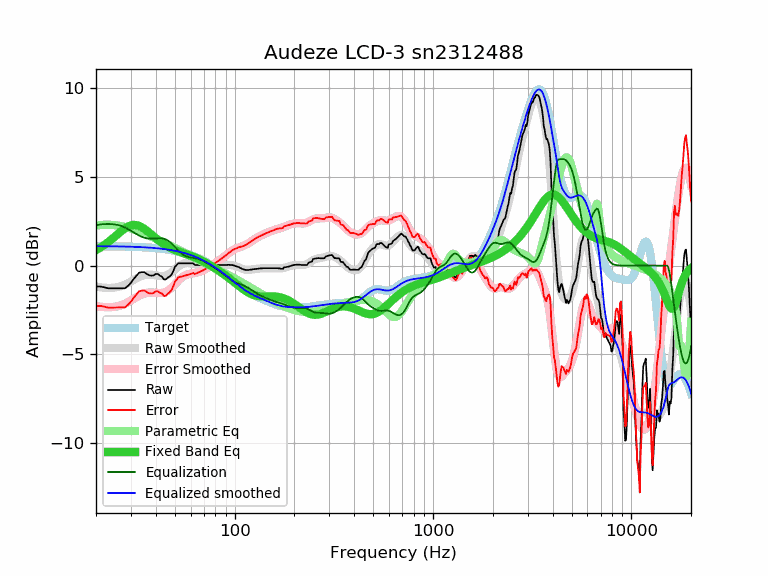 Audeze LCD-3 sn2312488
10
5
0
−5
−10
Amplitude (dBr)
Target
Raw Smoothed
Error Smoothed
Raw
Error
Parametric Eq
Fixed Band Eq
Equalization
Equalized smoothed
100
1000
10000
Frequency (Hz)